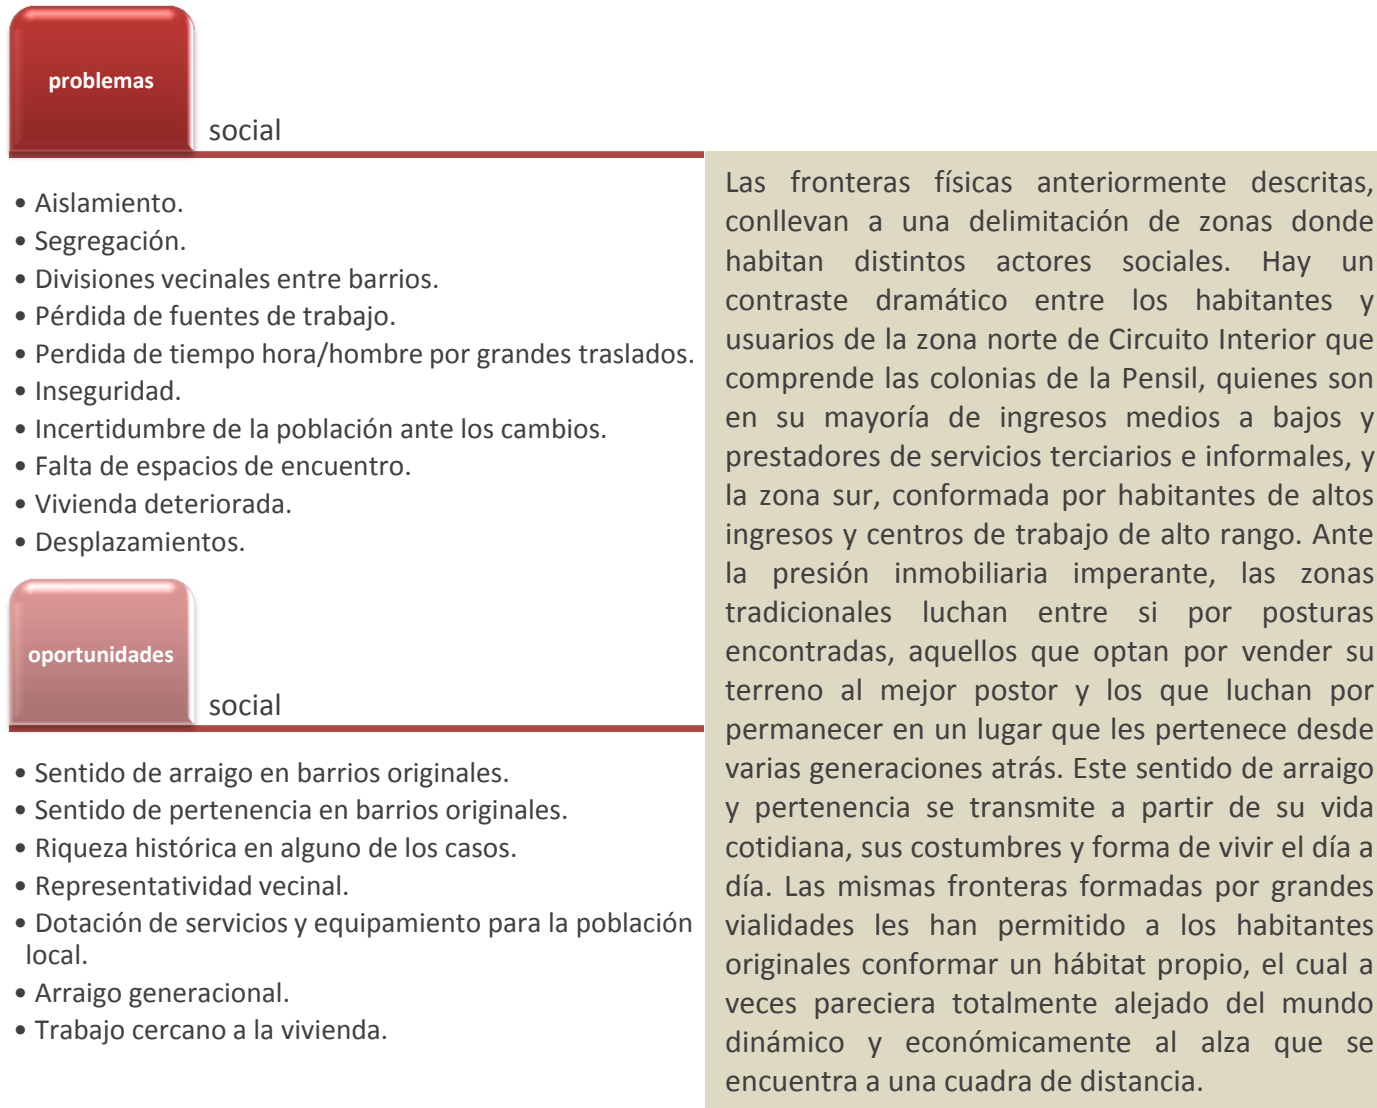 problemas
social
• Aislamiento.
• Segregación.
• Divisiones vecinales entre barrios.
• Pérdida de fuentes de trabajo.
• Perdida de tiempo hora/hombre por grandes traslados.
• Inseguridad.
• Incertidumbre de la población ante los cambios.
• Falta de espacios de encuentro.
• Vivienda deteriorada.
• Desplazamientos.
oportunidades
social
• Sentido de arraigo en barrios originales.
• Sentido de pertenencia en barrios originales.
• Riqueza histórica en alguno de los casos.
• Representatividad vecinal.
• Dotación de servicios y equipamiento para la población
local.
• Arraigo generacional.
• Trabajo cercano a la vivienda.
Las fronteras físicas anteriormente descritas,
conllevan a una delimitación de zonas donde
habitan distintos actores sociales. Hay un
contraste dramático entre los habitantes y
usuarios de la zona norte de Circuito Interior que
comprende las colonias de la Pensil, quienes son
en su mayoría de ingresos medios a bajos y
prestadores de servicios terciarios e informales, y
la zona sur, conformada por habitantes de altos
ingresos y centros de trabajo de alto rango. Ante
la presión inmobiliaria imperante, las zonas
tradicionales luchan entre si por posturas
encontradas, aquellos que optan por vender su
terreno al mejor postor y los que luchan por
permanecer en un lugar que les pertenece desde
varias generaciones atrás. Este sentido de arraigo
y pertenencia se transmite a partir de su vida
cotidiana, sus costumbres y forma de vivir el día a
día. Las mismas fronteras formadas por grandes
vialidades les han permitido a los habitantes
originales conformar un hábitat propio, el cual a
veces pareciera totalmente alejado del mundo
dinámico y económicamente al alza que se
encuentra a una cuadra de distancia.